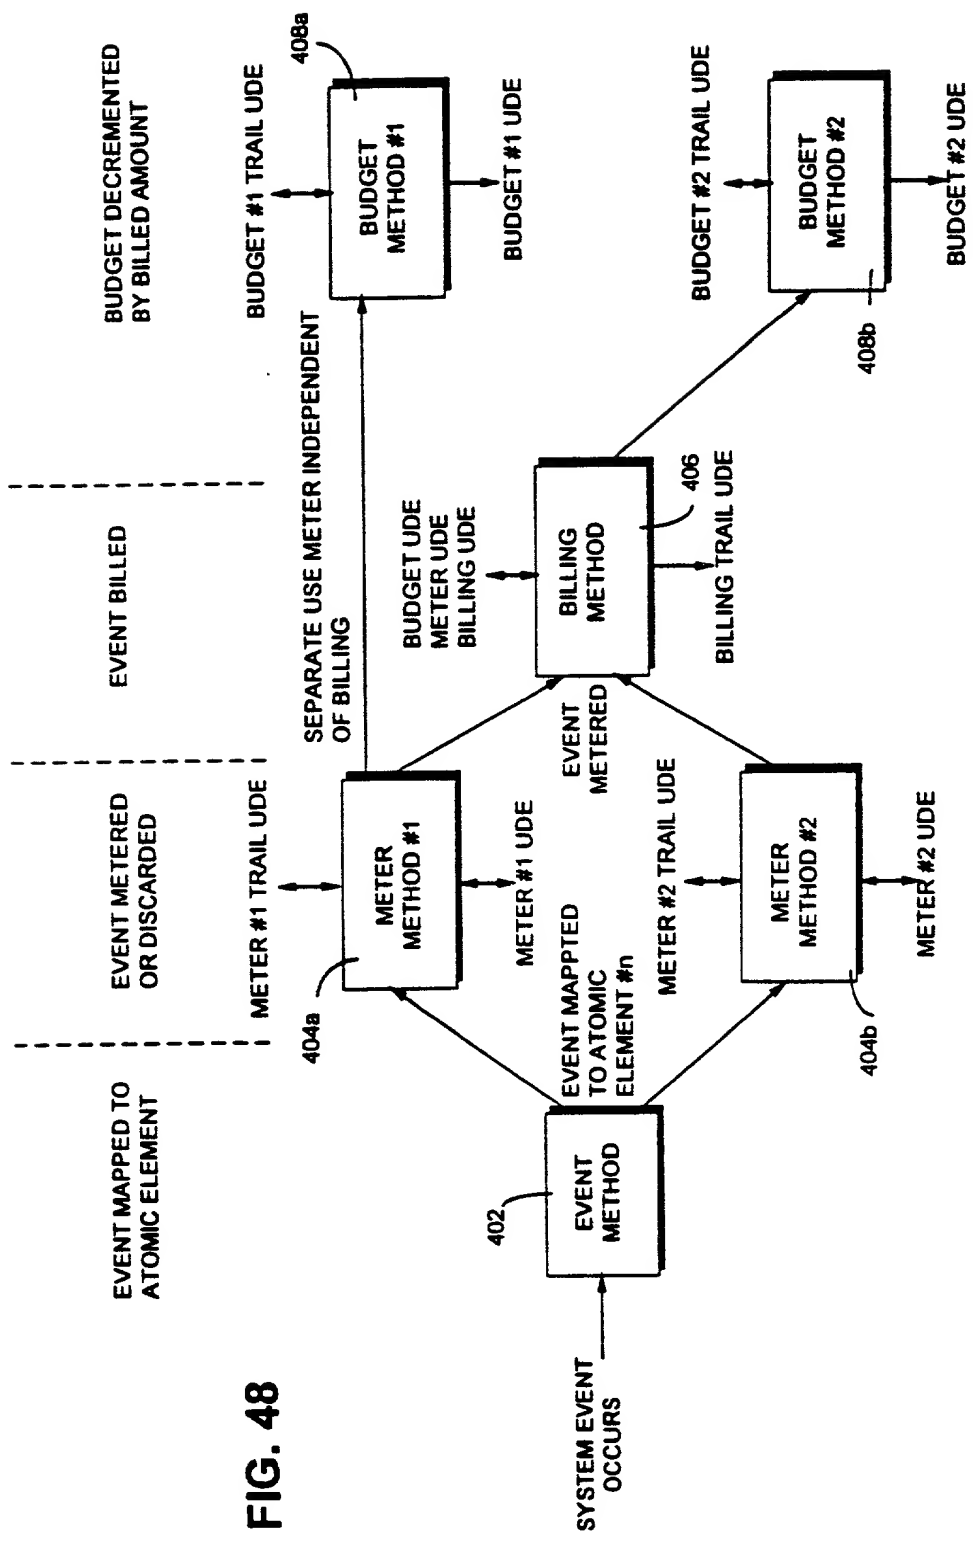 FIG. 48
EVENT MAPPED TO
ATOMIC ELEMENT
EVENT METERED
OR DISCARDED
EVENT BILLED
BUDGET DECREMENTED
BY BILLED AMOUNT
SYSTEM EVENT
OCCURS
402
EVENT
METHOD
EVENT MAPPTED
TO ATOMIC
ELEMENT #n
METER #1 TRAIL UDE
404a
METER
METHOD #1
METER #1 UDE
METER #2 TRAIL UDE
METER
METHOD #2
404b
METER #2 UDE
SEPARATE USE METER INDEPENDENT
OF BILLING
EVENT
METERED
BUDGET UDE
METER UDE
BILLING UDE
BILLING
METHOD
406
BILLING TRAIL UDE
BUDGET #1 TRAIL UDE
408a
BUDGET
METHOD #1
BUDGET #1 UDE
BUDGET #2 TRAIL UDE
BUDGET
METHOD #2
408b
BUDGET #2 UDE